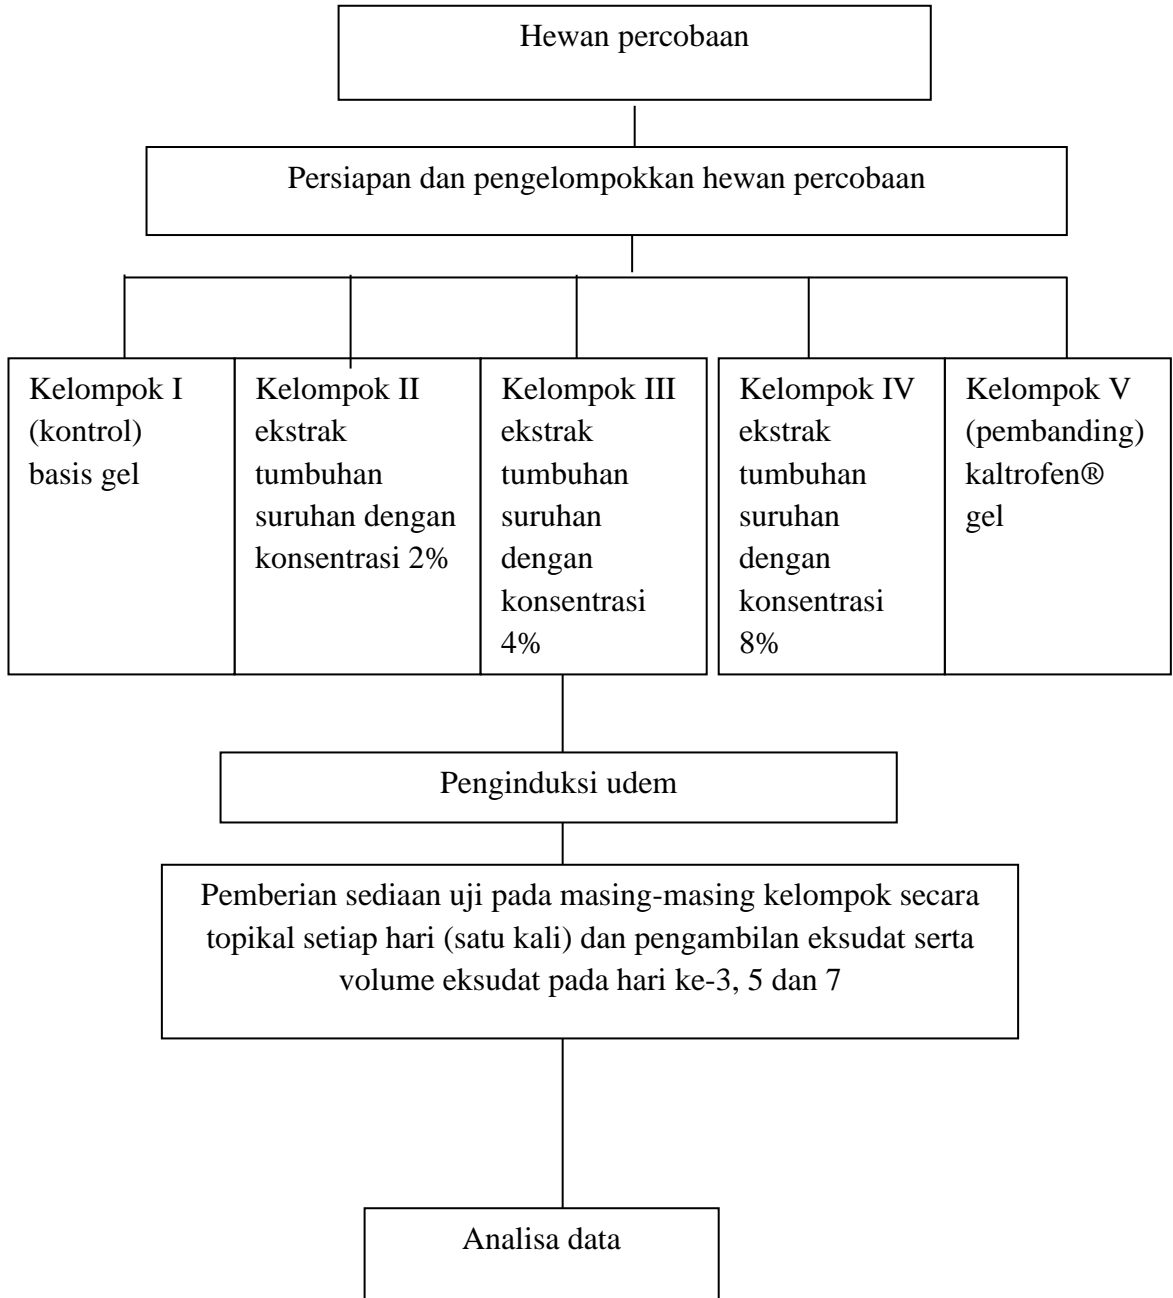 Hewan percobaan
Persiapan dan pengelompokkan hewan percobaan
Kelompok I
(kontrol)
basis gel
Kelompok II
ekstrak
tumbuhan
suruhan dengan
konsentrasi 2%
Kelompok III
ekstrak
tumbuhan
suruhan
dengan
konsentrasi
4%
Kelompok IV
ekstrak
tumbuhan
suruhan
dengan
konsentrasi
8%
Kelompok V
(pembanding)
kaltrofen®
gel
Penginduksi udem
Pemberian sediaan uji pada masing-masing kelompok secara
topikal setiap hari (satu kali) dan pengambilan eksudat serta
volume eksudat pada hari ke-3, 5 dan 7
Analisa data